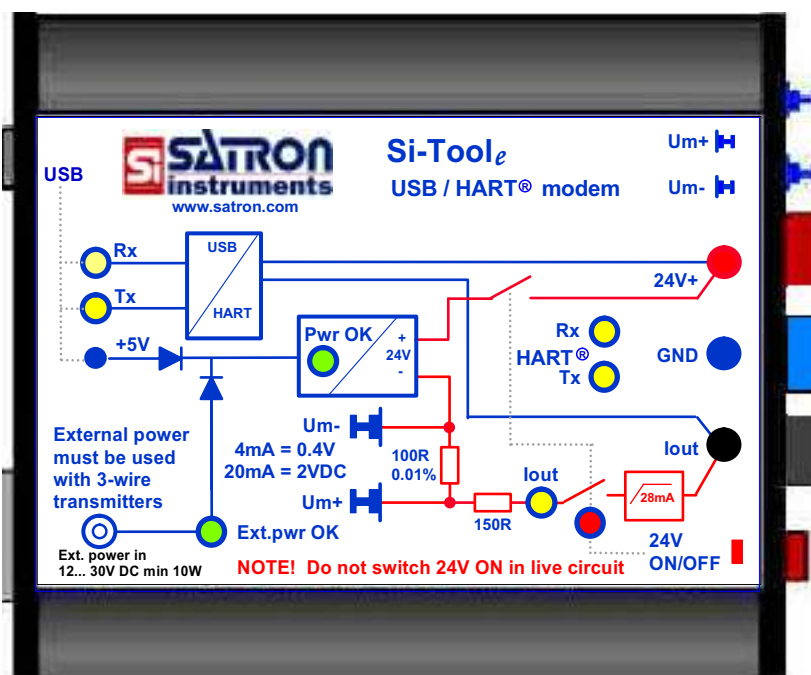 USB
Si
SATRON
instruments
www.satron.com
Si-Toole
USB / HART® modem
Um+
Um-
Rx
Tx
USB
HART
24V+
+5V
Pwr OK
+
24V
-
Rx
HART®
Tx
GND
External power
must be used
with 3-wire
transmitters
Um-
4mA = 0.4V
20mA = 2VDC
Um+
100R
0.01%
150R
Iout
28mA
Iout
Ext.pwr OK
24V
ON/OFF
Ext. power in
12... 30V DC min 10W
NOTE! Do not switch 24V ON in live circuit